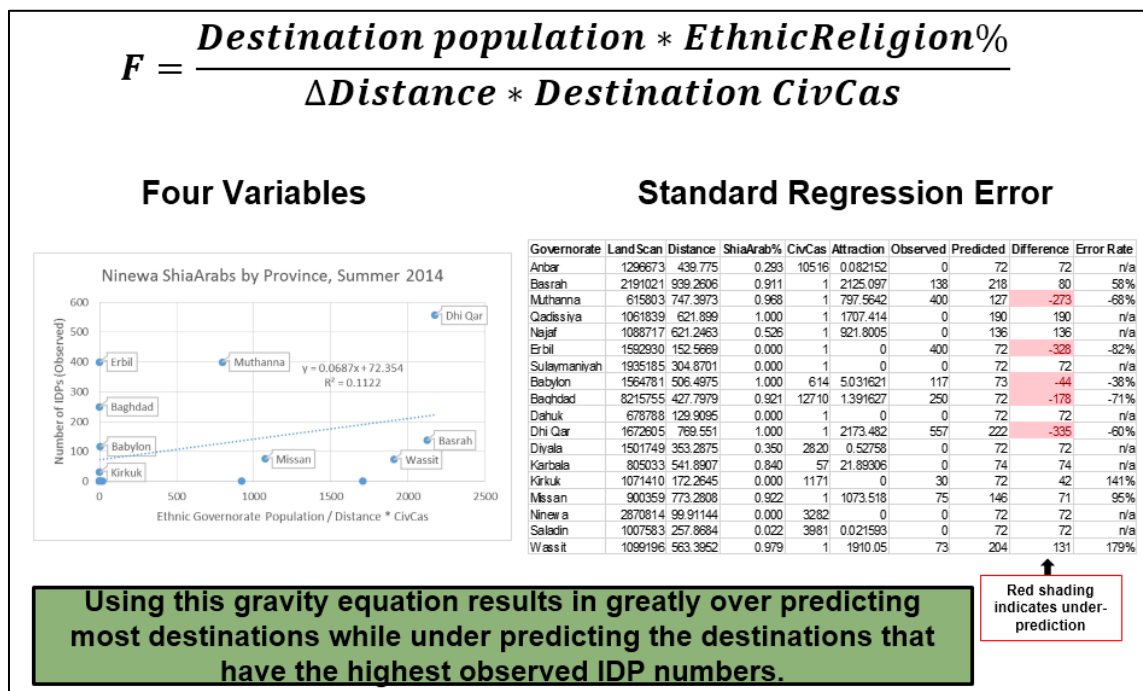 F = Destination population * EthnicReligion% / ΔDistance * Destination CivCas
Four Variables
Standard Regression Error
Ninewa ShiaArabs by Province, Summer 2014
Number of IDPs (Observed)
600
500
400
300
200
100
0
Dhi Qar
Erbil
Muthanna
y = 0.0687x + 72.354
R² = 0.1122
Baghdad
Babylon
Basrah
Missan
Wassit
Kirkuk
0 500 1000 1500 2000 2500
Ethnic Governorate Population / Distance * CivCas
Governorate LandScan Distance ShiaArab% CivCas Attraction Observed Predicted Difference Error Rate
Anbar 1296673 439.775 0.293 10516 0.082152 0 72 72 n/a
Basrah 2191021 939.2606 0.911 1 2125.097 138 218 80 58%
Muthanna 615803 747.3973 0.968 1 797.5642 400 127 -273 -68%
Qadissiya 1061839 621.899 1.000 1 1707.414 0 190 190 n/a
Najaf 1088717 621.2463 0.526 1 921.8005 0 136 136 n/a
Erbil 1592930 152.5669 0.000 1 0 400 72 -328 -82%
Sulaymaniyah 1935185 304.8701 0.000 1 0 0 72 72 n/a
Babylon 1564781 506.4975 1.000 614 5.031621 117 73 -44 -38%
Baghdad 8215755 427.7979 0.921 12710 1.391627 250 72 -178 -71%
Dahuk 678788 129.9095 0.000 1 0 0 72 72 n/a
Dhi Qar 1672605 769.551 1.000 1 2173.482 557 222 -335 -60%
Diyala 1501749 353.2875 0.350 2820 0.52758 0 72 72 n/a
Karbala 805033 541.8907 0.840 57 21.89306 0 74 74 n/a
Kirkuk 1071410 172.2645 0.000 1171 0 30 72 42 141%
Missan 900359 773.2808 0.922 1 1073.518 75 146 71 95%
Ninewa 2870814 99.91144 0.000 3282 0 0 72 72 n/a
Saladin 1007583 257.8684 0.022 3981 0.021593 0 72 72 n/a
Wassit 1099196 563.3952 0.979 1 1910.05 73 204 131 179%
Red shading
indicates under-
prediction
Using this gravity equation results in greatly over predicting
most destinations while under predicting the destinations that
have the highest observed IDP numbers.